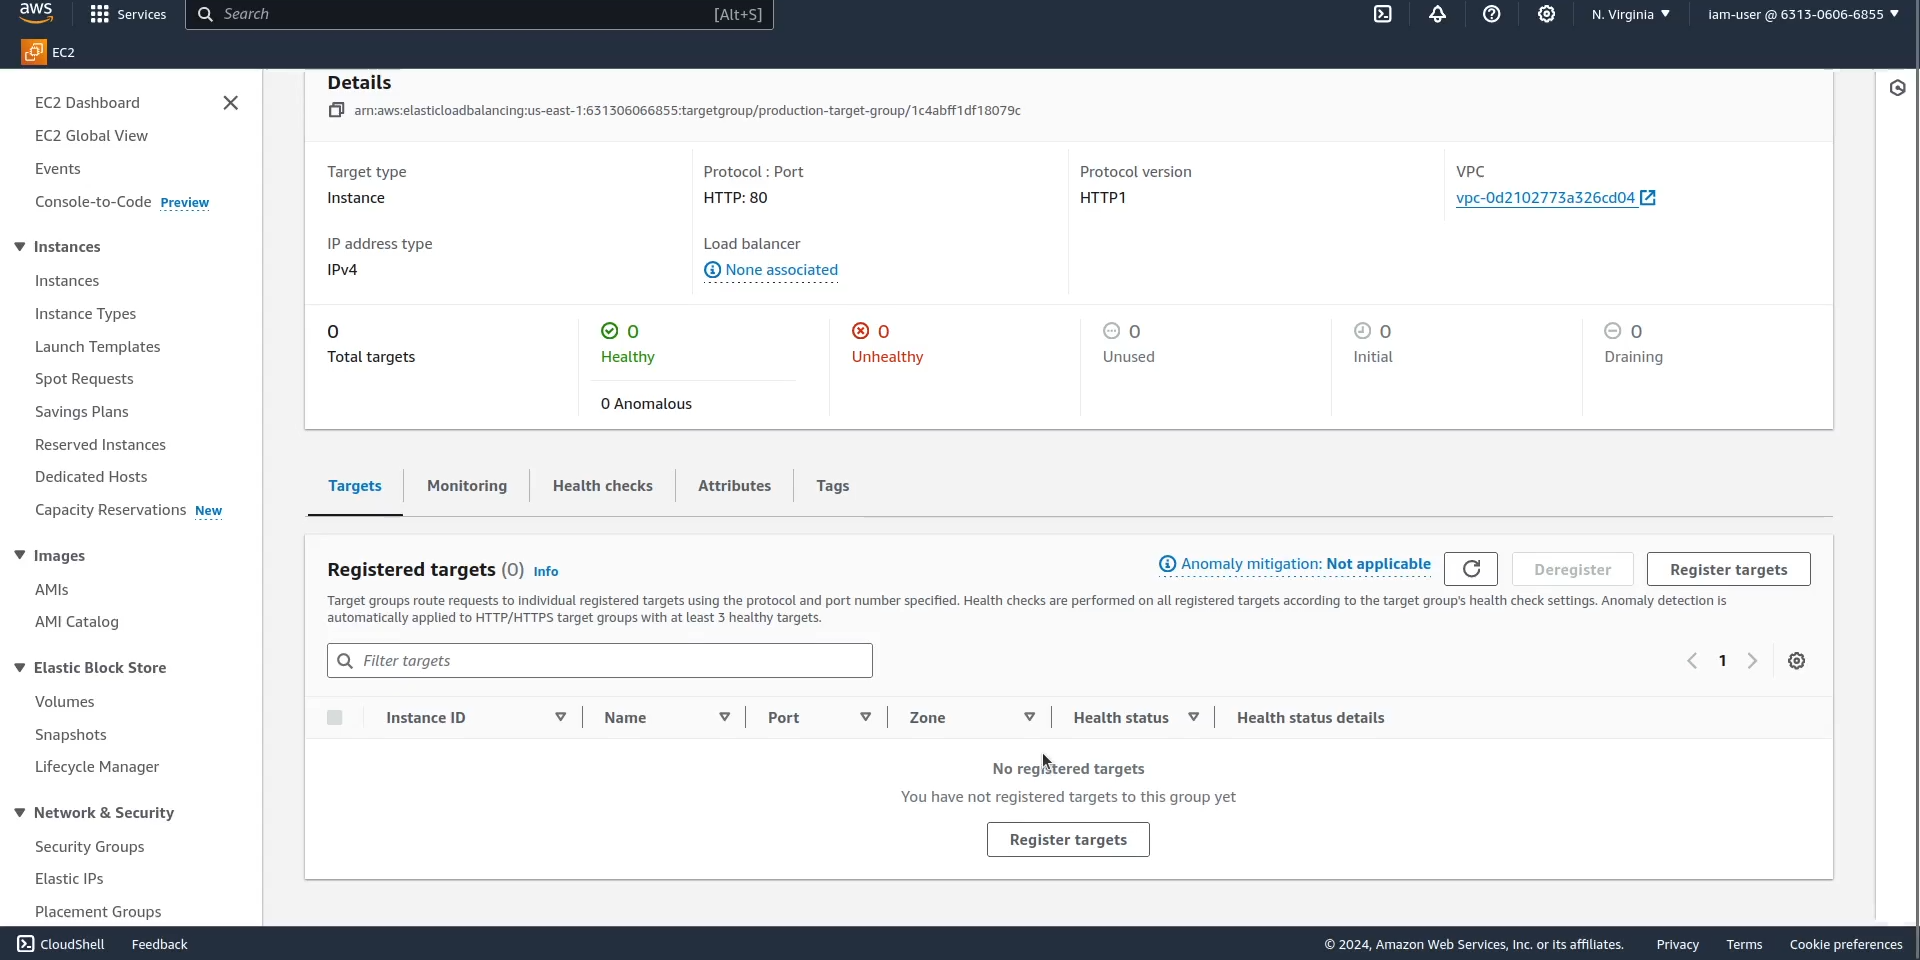 aws
Services
Search
[Alt+S]
N. Virginia
iam-user @ 6313-0606-6855
EC2
EC2 Dashboard
EC2 Global View
Events
Console-to-Code Preview
Instances
Instances
Instance Types
Launch Templates
Spot Requests
Savings Plans
Reserved Instances
Dedicated Hosts
Capacity Reservations New
Images
AMIs
AMI Catalog
Elastic Block Store
Volumes
Snapshots
Lifecycle Manager
Network & Security
Security Groups
Elastic IPs
Placement Groups
Details
arn:aws:elasticloadbalancing:us-east-1:631306066855:targetgroup/production-target-group/1c4abff1df18079c
Target type
Instance
Protocol : Port
HTTP: 80
Protocol version
HTTP1
VPC
vpc-0d2102773a326cd04
IP address type
IPv4
Load balancer
None associated
0
Total targets
0
Healthy
0 Anomalous
0
Unhealthy
0
Unused
0
Initial
0
Draining
Targets
Monitoring
Health checks
Attributes
Tags
Registered targets (0) Info
Anomaly mitigation: Not applicable
Deregister
Register targets
Target groups route requests to individual registered targets using the protocol and port number specified. Health checks are performed on all registered targets according to the target group's health check settings. Anomaly detection is
automatically applied to HTTP/HTTPS target groups with at least 3 healthy targets.
Filter targets
1
Instance ID
Name
Port
Zone
Health status
Health status details
No registered targets
You have not registered targets to this group yet
Register targets
CloudShell
Feedback
© 2024, Amazon Web Services, Inc. or its affiliates.
Privacy
Terms
Cookie preferences